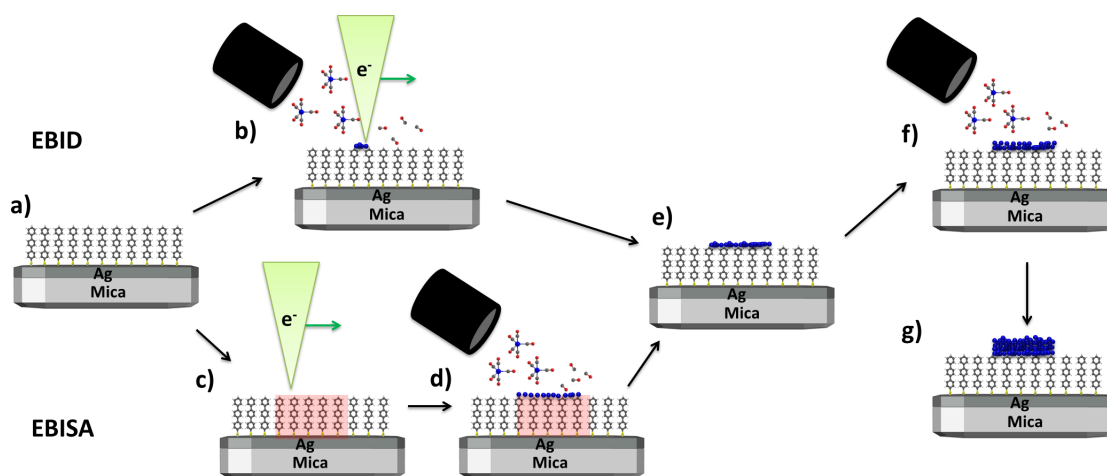 EBID
a)
Ag
Mica
b)
e-
Ag
Mica
c)
e-
Ag
Mica
EBISA
d)
Ag
Mica
e)
Ag
Mica
f)
Ag
Mica
g)
Ag
Mica